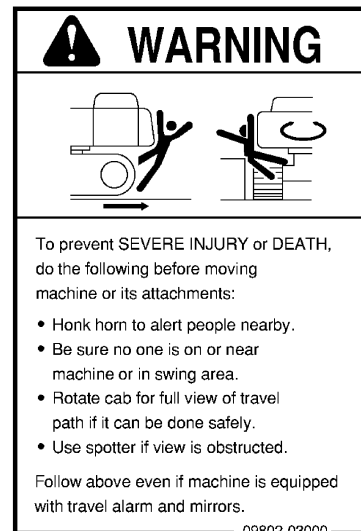 WARNING
To prevent SEVERE INJURY or DEATH,
do the following before moving
machine or its attachments:
• Honk horn to alert people nearby.
• Be sure no one is on or near
machine or in swing area.
• Rotate cab for full view of travel
path if it can be done safely.
• Use spotter if view is obstructed.
Follow above even if machine is equipped
with travel alarm and mirrors.
09802-03000